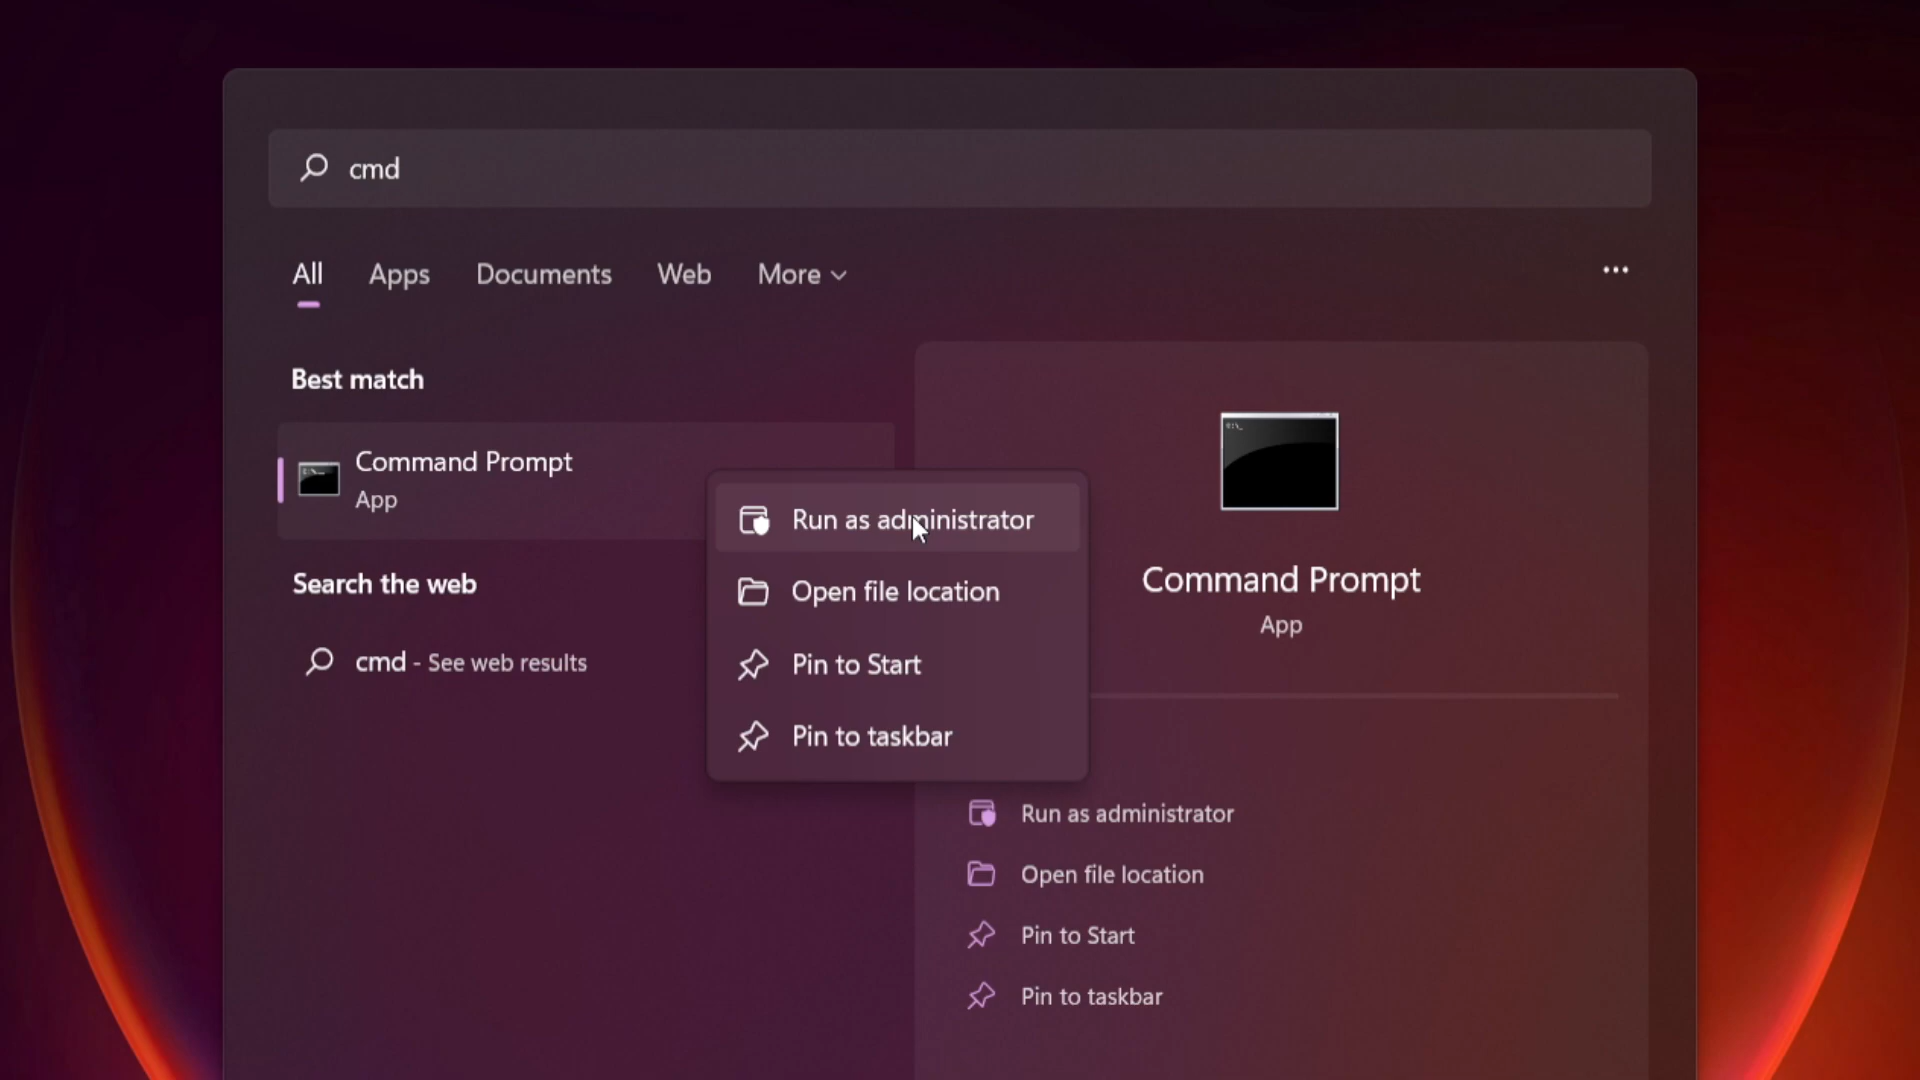 cmd
All Apps Documents Web More
Best match
Command Prompt
App
Run as administrator
Open file location
Pin to Start
Pin to taskbar
Search the web
cmd - See web results
Command Prompt
App
Run as administrator
Open file location
Pin to Start
Pin to taskbar